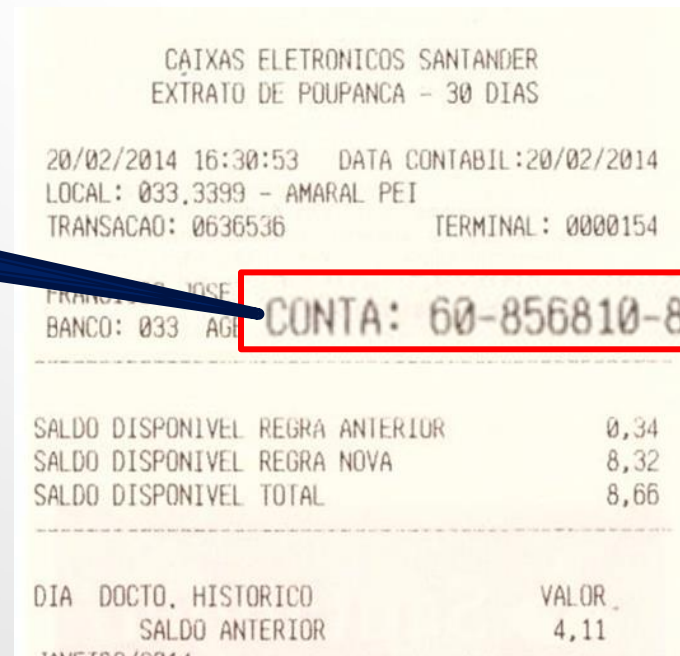 CAIXAS ELETRONICOS SANTANDER
EXTRATO DE POUPANCA - 30 DIAS
20/02/2014 16:30:53 DATA CONTABIL:20/02/2014
LOCAL: 033.3399 - AMARAL PEI
TRANSACAO: 0636536 TERMINAL: 0000154
JOSE
BANCO: 033 AGE CONTA: 60-856810-8
SALDO DISPONIVEL REGRA ANTERIOR 0,34
SALDO DISPONIVEL REGRA NOVA 8,32
SALDO DISPONIVEL TOTAL 8,66
DIA DOCTO. HISTORICO VALOR
SALDO ANTERIOR 4,11